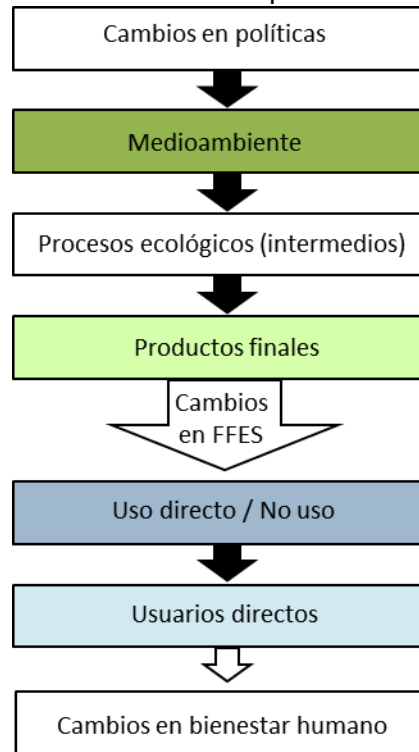 Cambios en políticas
Medioambiente
Procesos ecológicos (intermedios)
Productos finales
Cambios
en FFES
Uso directo / No uso
Usuarios directos
Cambios en bienestar humano